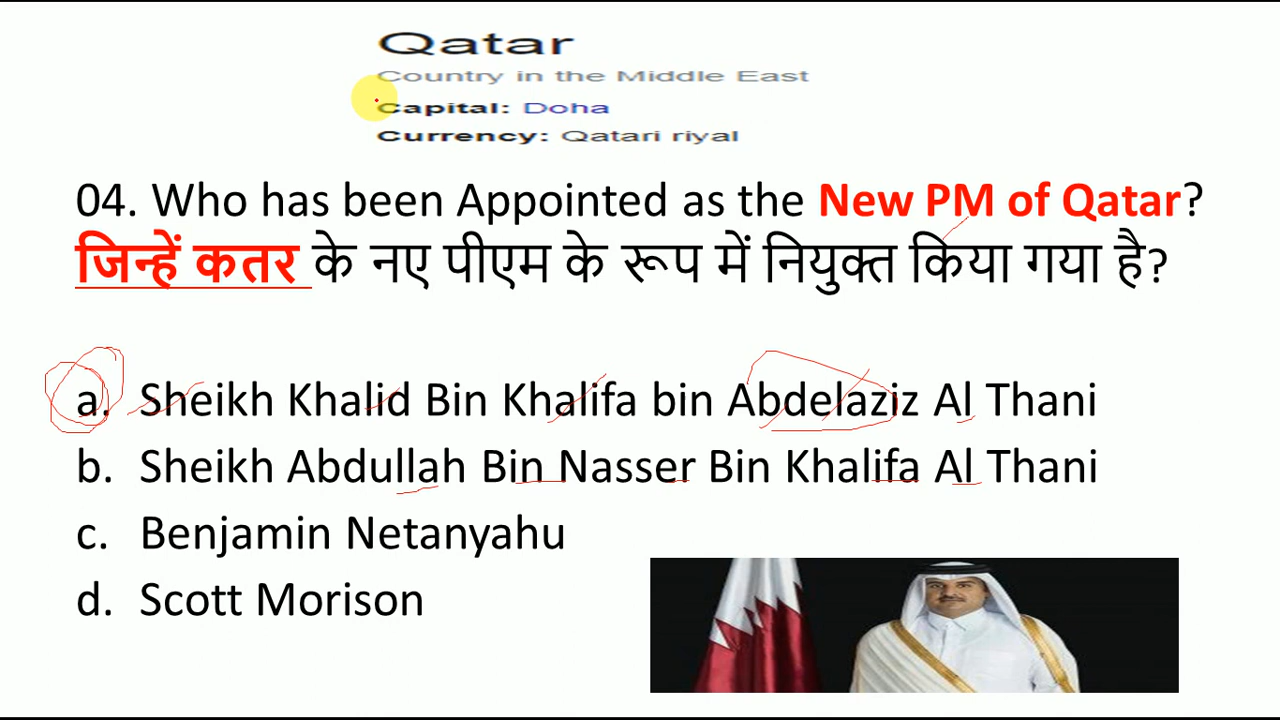 Qatar
Country in the Middle East
Capital: Doha
Currency: Qatari riyal
04. Who has been Appointed as the New PM of Qatar?
जिन्हें कतर के नए पीएम के रूप में नियुक्त किया गया है?
a. Sheikh Khalid Bin Khalifa bin Abdelaziz Al Thani
b. Sheikh Abdullah Bin Nasser Bin Khalifa Al Thani
c. Benjamin Netanyahu
d. Scott Morison